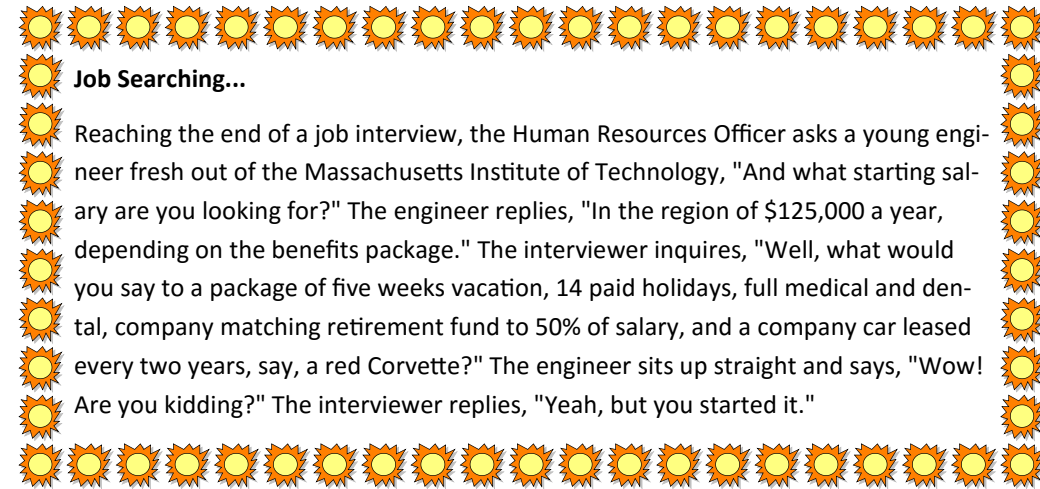 Job Searching...
Reaching the end of a job interview, the Human Resources Officer asks a young engi-
neer fresh out of the Massachusetts Institute of Technology, "And what starting sal-
ary are you looking for?" The engineer replies, "In the region of $125,000 a year,
depending on the benefits package." The interviewer inquires, "Well, what would
you say to a package of five weeks vacation, 14 paid holidays, full medical and den-
tal, company matching retirement fund to 50% of salary, and a company car leased
every two years, say, a red Corvette?" The engineer sits up straight and says, "Wow!
Are you kidding?" The interviewer replies, "Yeah, but you started it."